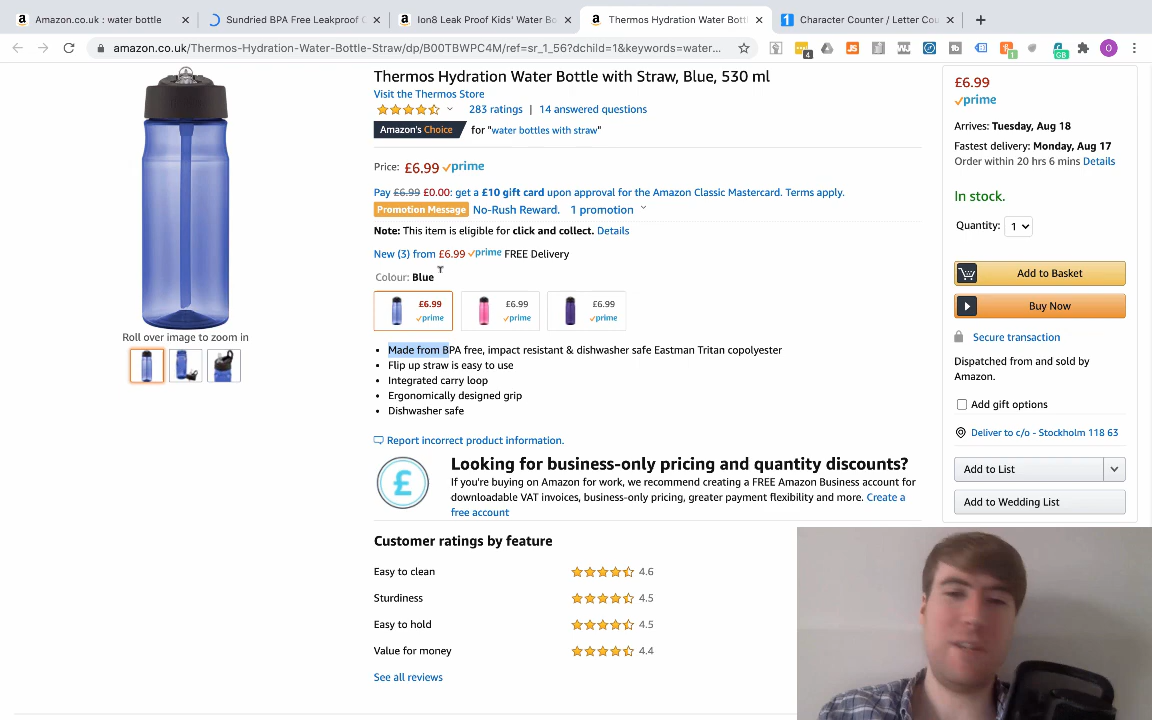 Amazon.co.uk : water bottle
Sundried BPA Free Leakproof
Ion8 Leak Proof Kids' Water Bo
Thermos Hydration Water Bottl
Character Counter / Letter Cou
amazon.co.uk/Thermos-Hydration-Water-Bottle-Straw/dp/B00TBWPC4M/ref=sr_1_56?dchild=1&keywords=water...
Thermos Hydration Water Bottle with Straw, Blue, 530 ml
Visit the Thermos Store
283 ratings | 14 answered questions
Amazon's Choice for "water bottles with straw"
Price: £6.99 prime
Pay £6.99 £0.00: get a £10 gift card upon approval for the Amazon Classic Mastercard. Terms apply.
Promotion Message No-Rush Reward. 1 promotion
Note: This item is eligible for click and collect. Details
New (3) from £6.99 prime FREE Delivery
Colour: Blue
£6.99 £6.99 £6.99
prime prime prime
Roll over image to zoom in
• Made from BPA free, impact resistant & dishwasher safe Eastman Tritan copolyester
• Flip up straw is easy to use
• Integrated carry loop
• Ergonomically designed grip
• Dishwasher safe
Report incorrect product information.
£
Looking for business-only pricing and quantity discounts?
If you're buying on Amazon for work, we recommend creating a FREE Amazon Business account for
downloadable VAT invoices, business-only pricing, greater payment flexibility and more. Create a
free account
Customer ratings by feature
Easy to clean 4.6
Sturdiness 4.5
Easy to hold 4.5
Value for money 4.4
See all reviews
£6.99
prime
Arrives: Tuesday, Aug 18
Fastest delivery: Monday, Aug 17
Order within 20 hrs 6 mins Details
In stock.
Quantity: 1
Add to Basket
Buy Now
Secure transaction
Dispatched from and sold by
Amazon.
Add gift options
Deliver to c/o - Stockholm 118 63
Add to List
Add to Wedding List